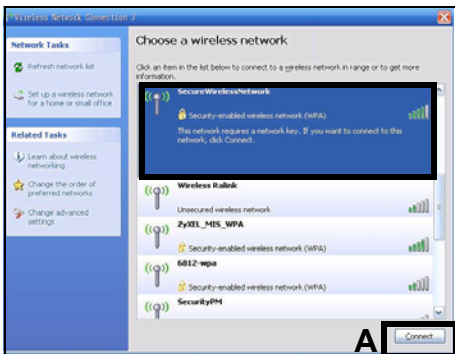 Wireless Network Connection 3
Network Tasks
Refresh network list
Set up a wireless network
for a home or small office
Related Tasks
Learn about wireless
networking
Change the order of
preferred networks
Change advanced
settings
Choose a wireless network
Click an item in the list below to connect to a wireless network in range or to get more
information.
SecureWirelessNetwork
Security-enabled wireless network (WPA)
This network requires a network key. If you want to connect to this
network, click Connect.
Wireless Ralink
Unsecured wireless network
ZyXEL_MIS_WPA
Security-enabled wireless network (WPA)
6812-wpa
Security-enabled wireless network (WPA)
SecurityPM
A
Connect